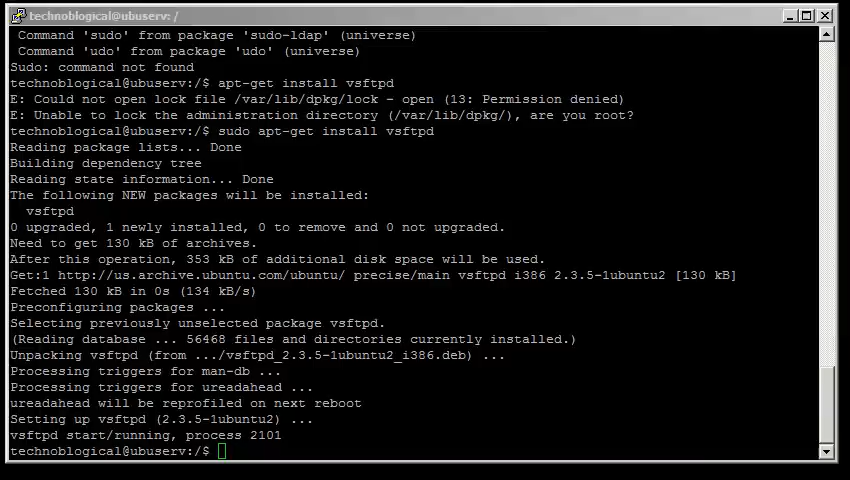 technoblogical@ubuserv: /
 Command 'sudo' from package 'sudo-ldap' (universe)
 Command 'udo' from package 'udo' (universe)
Sudo: command not found
technoblogical@ubuserv:/$ apt-get install vsftpd
E: Could not open lock file /var/lib/dpkg/lock - open (13: Permission denied)
E: Unable to lock the administration directory (/var/lib/dpkg/), are you root?
technoblogical@ubuserv:/$ sudo apt-get install vsftpd
Reading package lists... Done
Building dependency tree
Reading state information... Done
The following NEW packages will be installed:
  vsftpd
0 upgraded, 1 newly installed, 0 to remove and 0 not upgraded.
Need to get 130 kB of archives.
After this operation, 353 kB of additional disk space will be used.
Get:1 http://us.archive.ubuntu.com/ubuntu/ precise/main vsftpd i386 2.3.5-1ubuntu2 [130 kB]
Fetched 130 kB in 0s (134 kB/s)
Preconfiguring packages ...
Selecting previously unselected package vsftpd.
(Reading database ... 56468 files and directories currently installed.)
Unpacking vsftpd (from .../vsftpd_2.3.5-1ubuntu2_i386.deb) ...
Processing triggers for man-db ...
Processing triggers for ureadahead ...
ureadahead will be reprofiled on next reboot
Setting up vsftpd (2.3.5-1ubuntu2) ...
vsftpd start/running, process 2101
technoblogical@ubuserv:/$